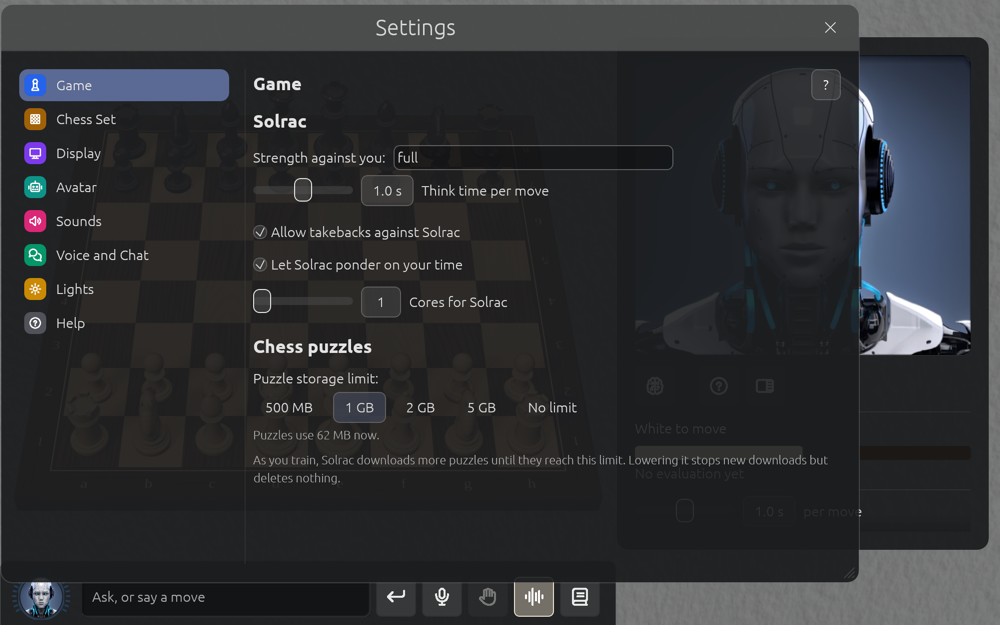 Settings
Game
Chess Set
Display
Avatar
Sounds
Voice and Chat
Lights
Help
Game
?
Solrac
Strength against you: full
1.0 s Think time per move
Allow takebacks against Solrac
Let Solrac ponder on your time
1 Cores for Solrac
Chess puzzles
Puzzle storage limit:
500 MB 1 GB 2 GB 5 GB No limit
Puzzles use 62 MB now.
As you train, Solrac downloads more puzzles until they reach this limit. Lowering it stops new downloads but
deletes nothing.
White to move
No evaluation yet
1.0 s per move
a b c f g h
Ask, or say a move